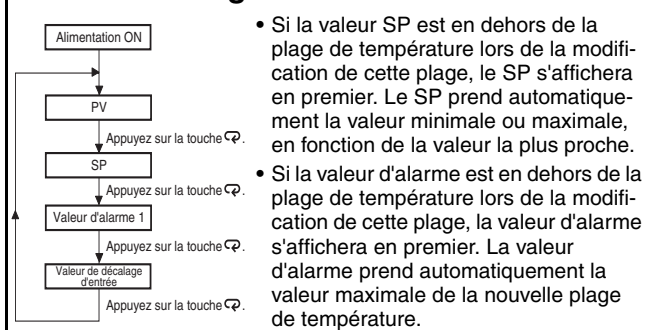 Alimentation ON
PV
Appuyez sur la touche
SP
Appuyez sur la touche
Valeur d'alarme 1
Appuyez sur la touche
Valeur de décalage
d'entrée
Appuyez sur la touche
• Si la valeur SP est en dehors de la
plage de température lors de la modifi-
cation de cette plage, le SP s'affichera
en premier. Le SP prend automatique-
ment la valeur minimale ou maximale,
en fonction de la valeur la plus proche.
• Si la valeur d'alarme est en dehors de la
plage de température lors de la modifi-
cation de cette plage, la valeur d'alarme
s'affichera en premier. La valeur
d'alarme prend automatiquement la
valeur maximale de la nouvelle plage
de température.